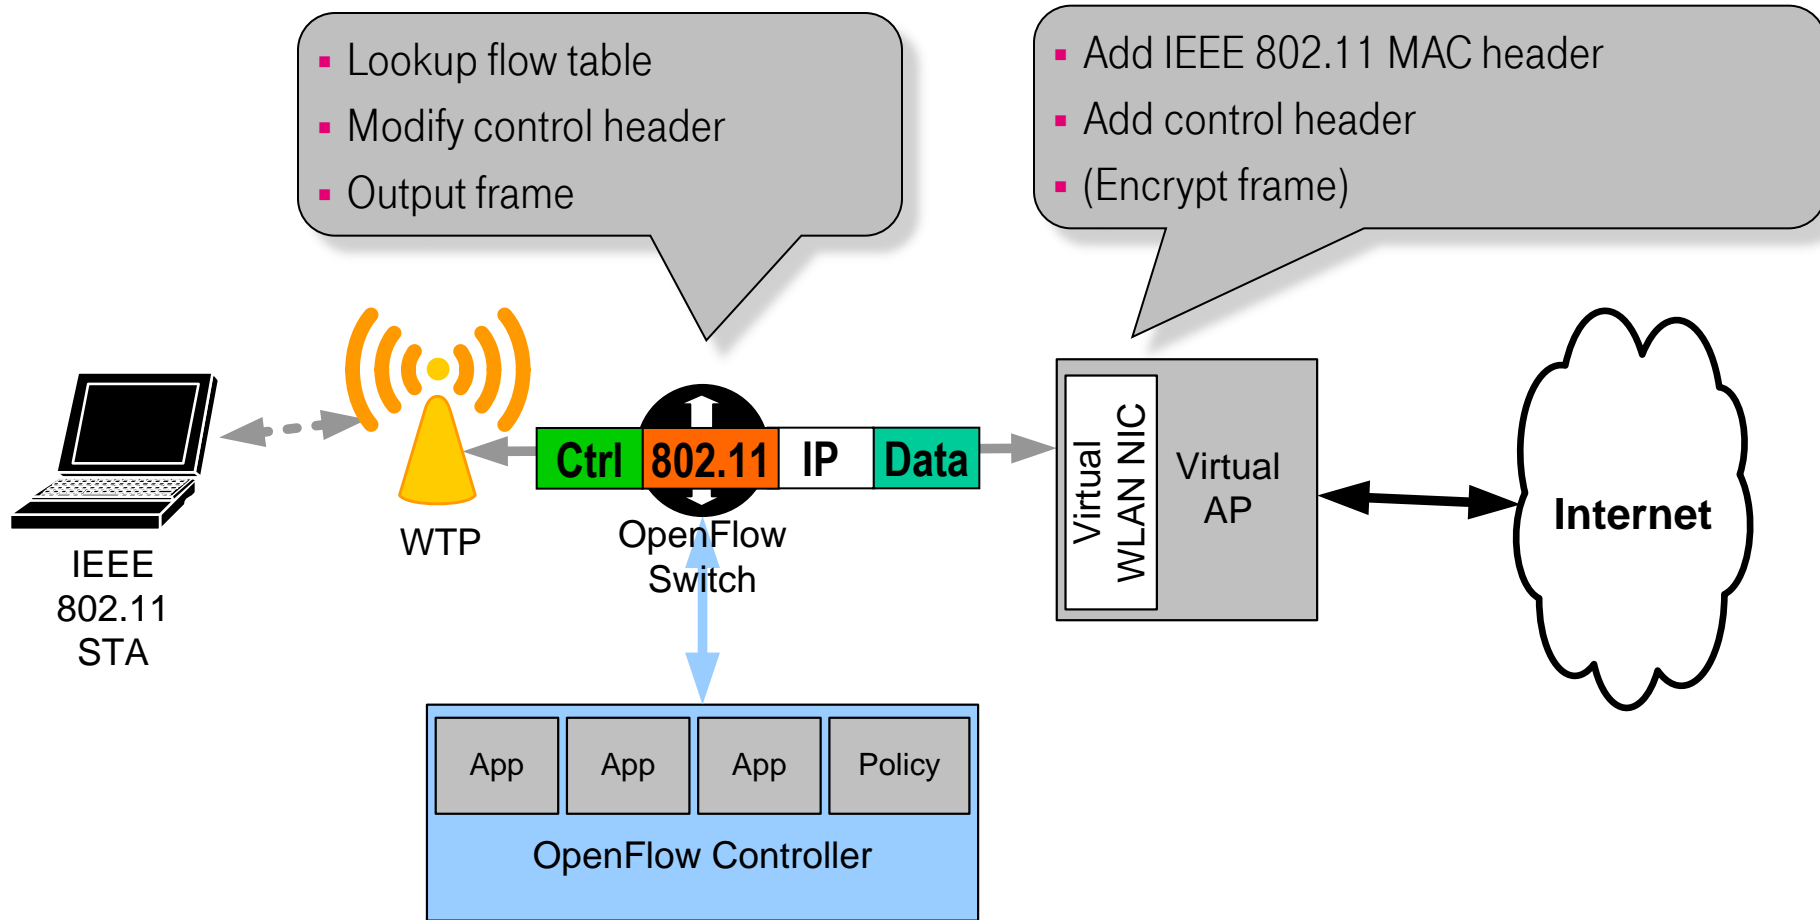 Lookup flow table
Modify control header
Output frame
Add IEEE 802.11 MAC header
Add control header
(Encrypt frame)
IEEE
802.11
STA
WTP
Ctrl
802.11
IP
Data
OpenFlow
Switch
Virtual
WLAN NIC
Virtual
AP
Internet
App
App
App
Policy
OpenFlow Controller